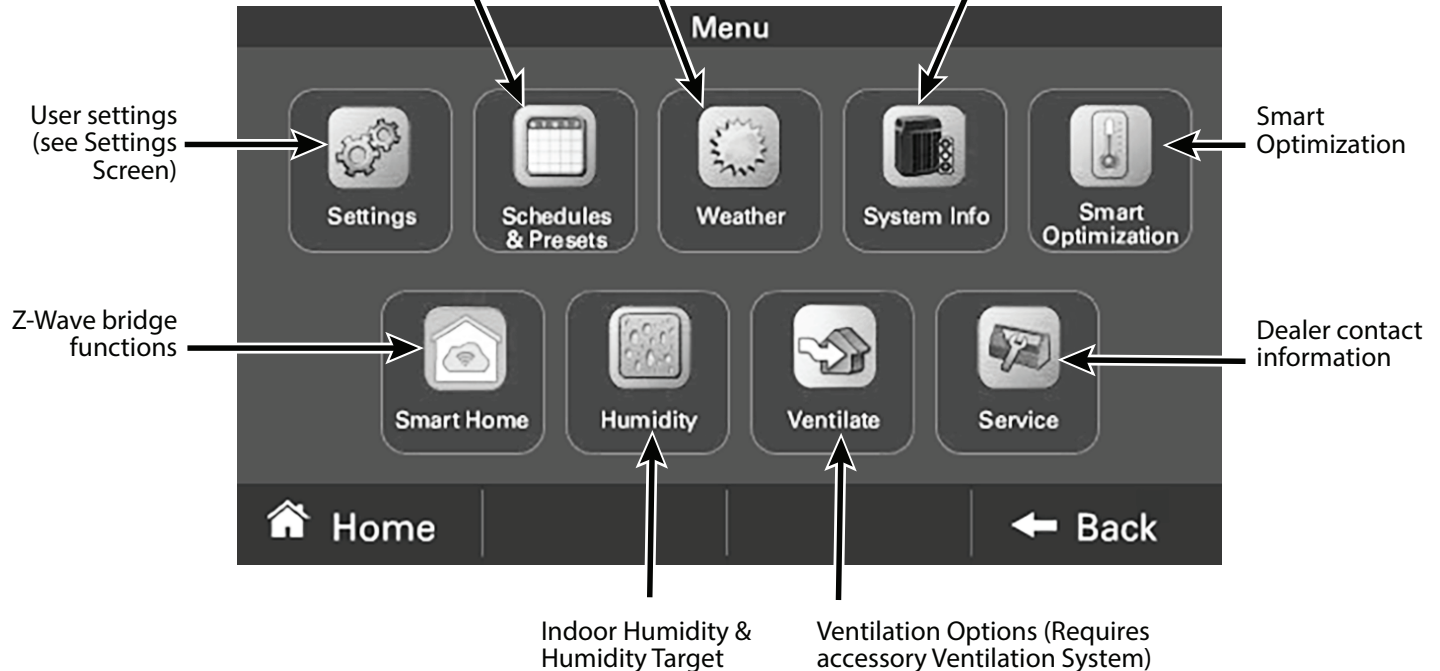 Menu
User settings
(see Settings
Screen)
Settings
Schedules
& Presets
Weather
System Info
Smart
Optimization
Smart
Optimization
Z-Wave bridge
functions
Smart Home
Humidity
Ventilate
Service
Dealer contact
information
Home
Back
Indoor Humidity &
Humidity Target
Ventilation Options (Requires
accessory Ventilation System)